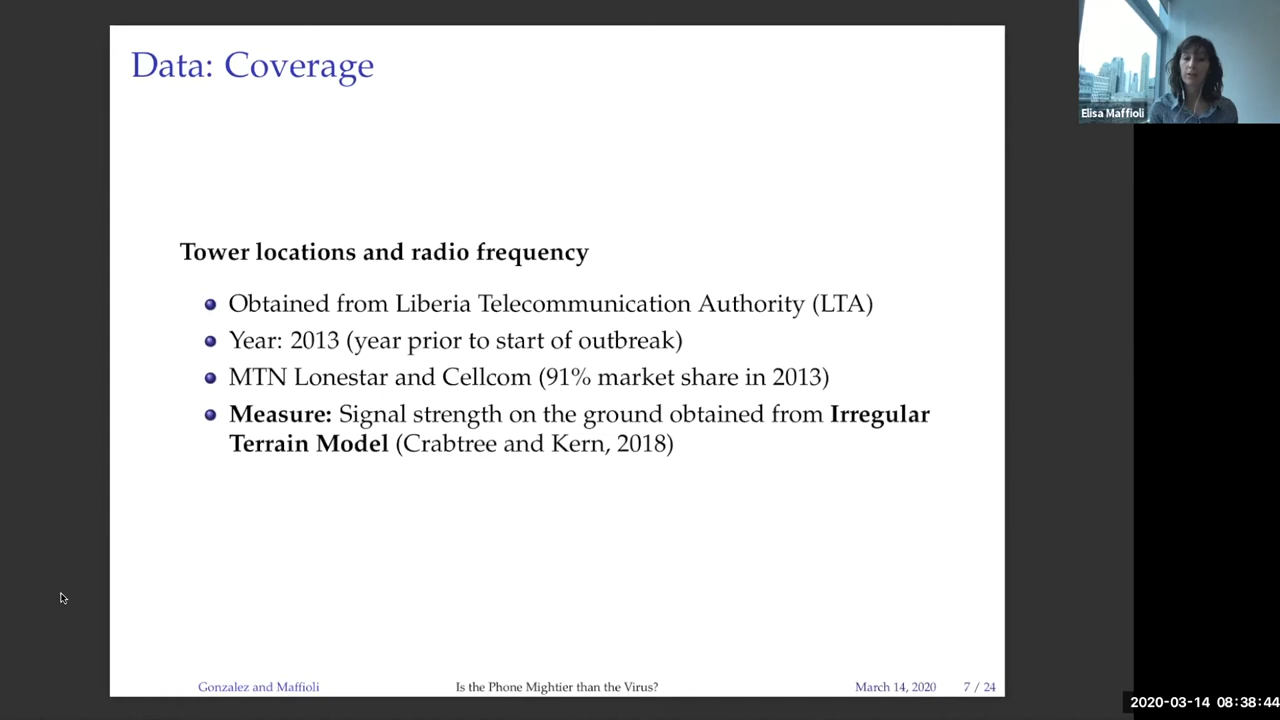 Data: Coverage
Elisa Maffioli
Tower locations and radio frequency
Obtained from Liberia Telecommunication Authority (LTA)
Year: 2013 (year prior to start of outbreak)
MTN Lonestar and Cellcom (91% market share in 2013)
Measure: Signal strength on the ground obtained from Irregular
Terrain Model (Crabtree and Kern, 2018)
Gonzalez and Maffioli Is the Phone Mightier than the Virus? March 14, 2020 7 / 24
2020-03-14 08:38:44